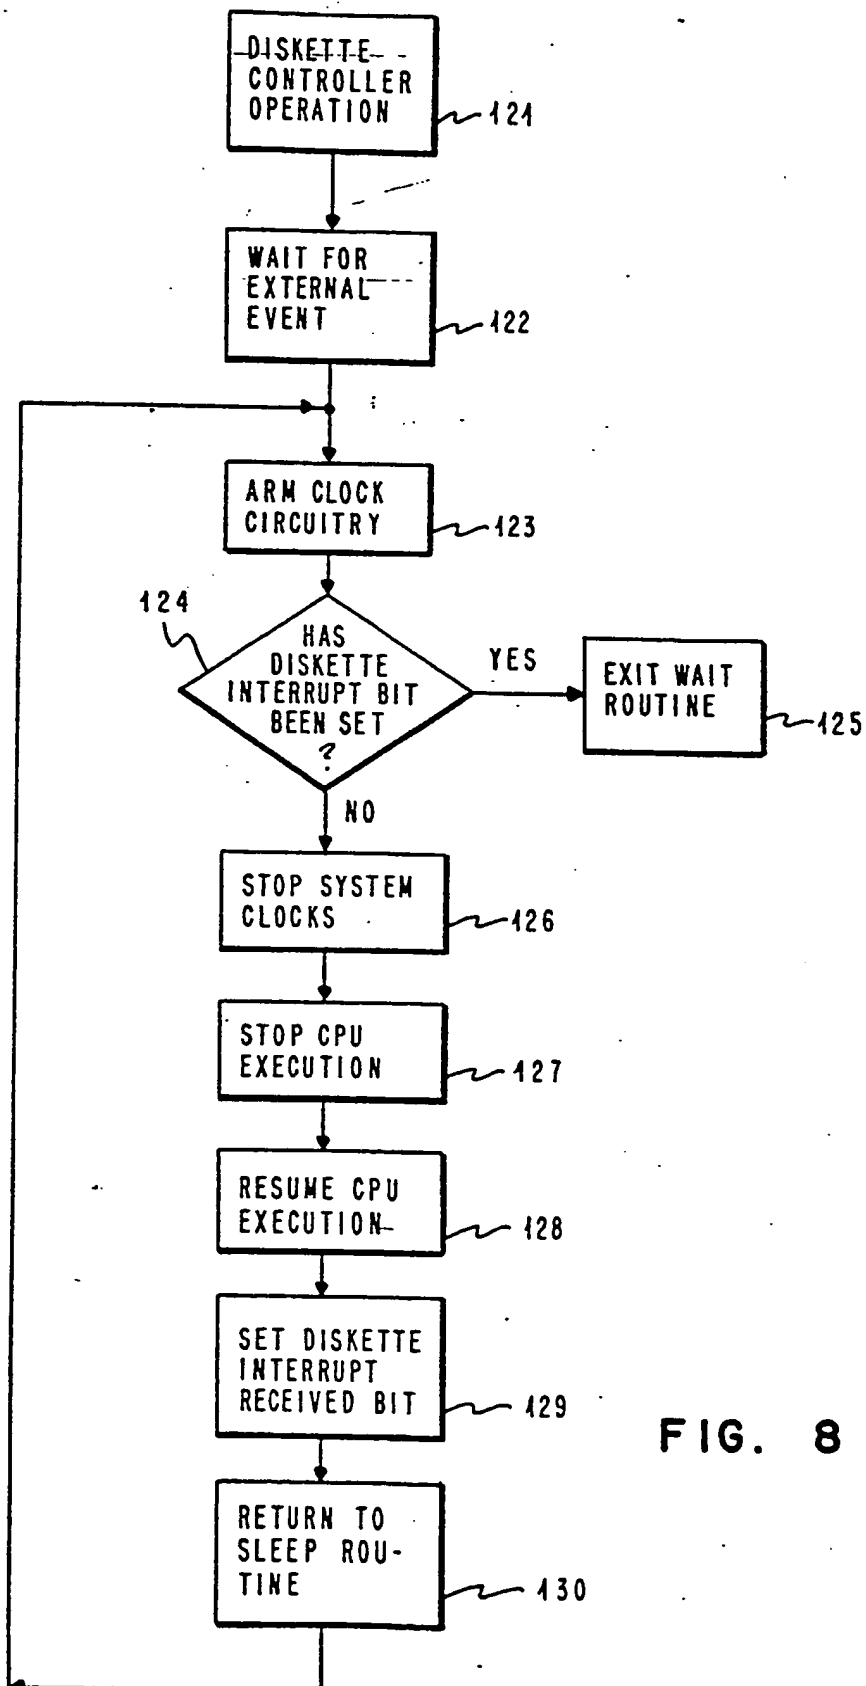 DISKETTE
CONTROLLER
OPERATION
121
WAIT FOR
EXTERNAL
EVENT
122
ARM CLOCK
CIRCUITRY
123
124
HAS
DISKETTE
INTERRUPT BIT
BEEN SET
?
YES
EXIT WAIT
ROUTINE
125
NO
STOP SYSTEM
CLOCKS
126
STOP CPU
EXECUTION
127
RESUME CPU
EXECUTION
128
SET DISKETTE
INTERRUPT
RECEIVED BIT
129
FIG. 8
RETURN TO
SLEEP ROU-
TINE
130